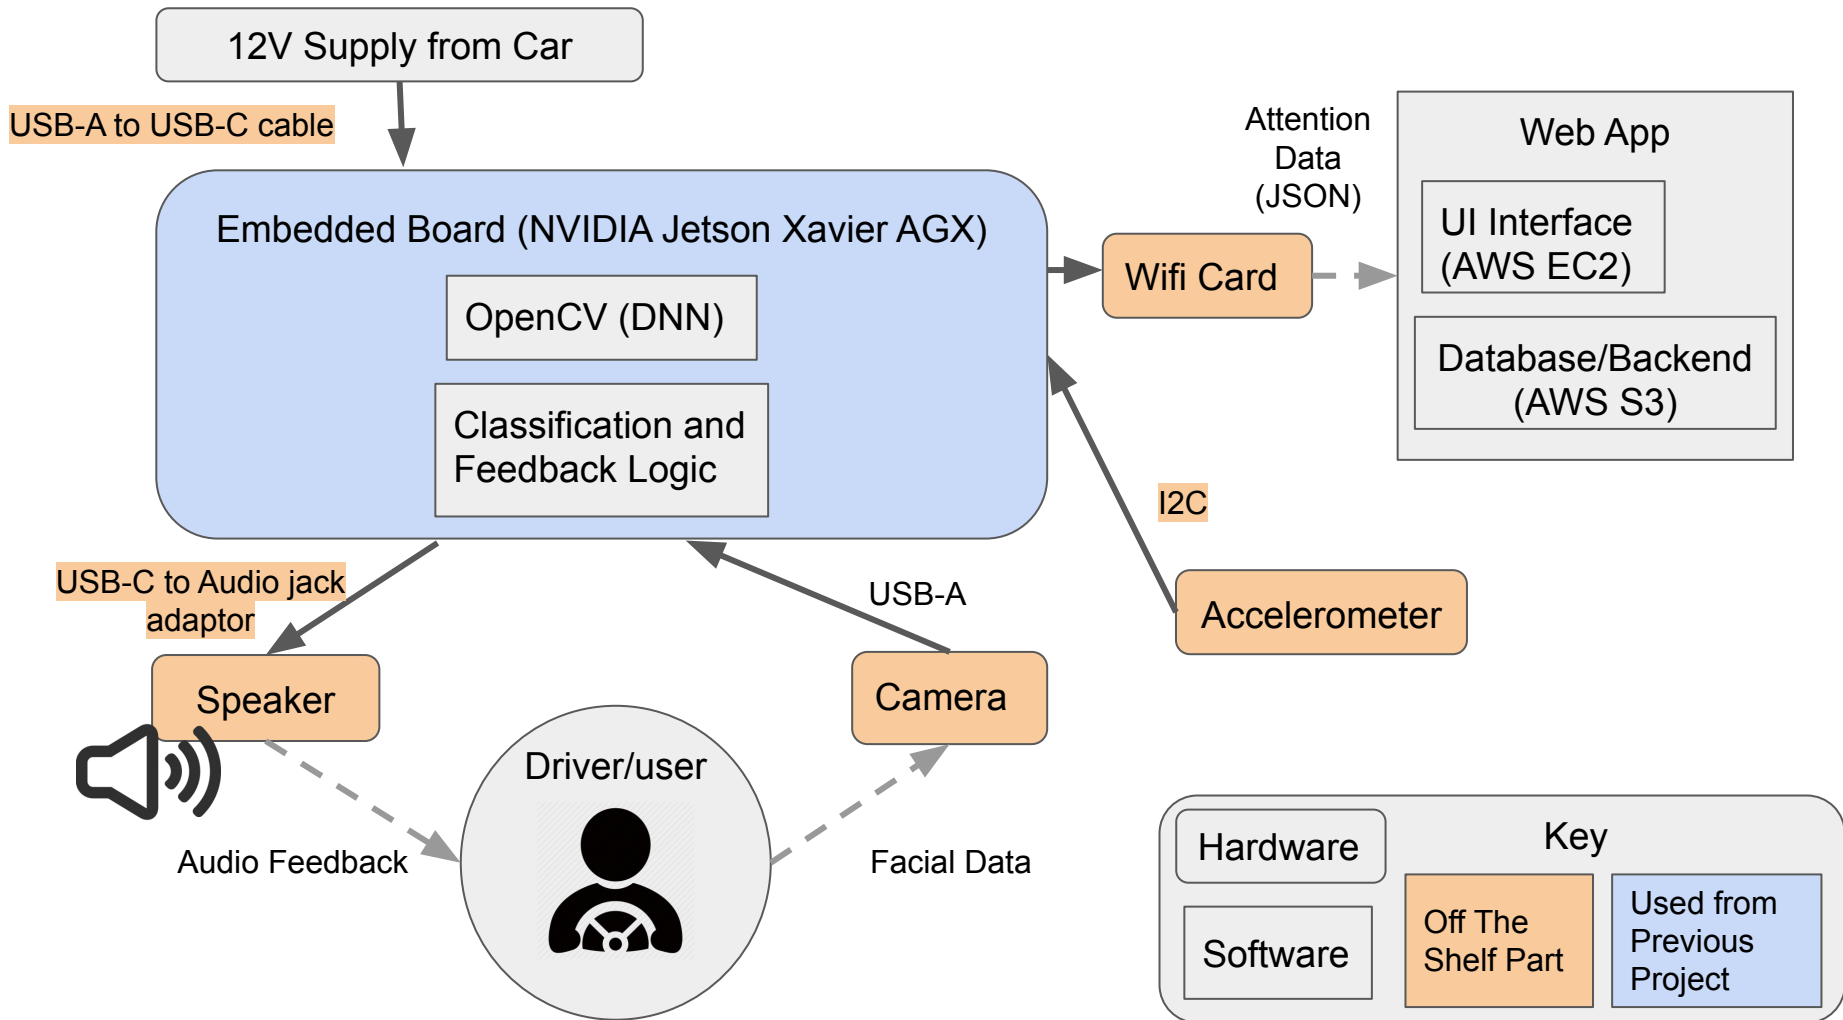 12V Supply from Car
USB-A to USB-C cable
Embedded Board (NVIDIA Jetson Xavier AGX)
OpenCV (DNN)
Classification and
Feedback Logic
Wifi Card
Attention
Data
(JSON)
Web App
UI Interface
(AWS EC2)
Database/Backend
(AWS S3)
I2C
Accelerometer
USB-C to Audio jack
adaptor
Speaker
USB-A
Camera
Driver/user
Audio Feedback
Facial Data
Key
Hardware
Software
Off The
Shelf Part
Used from
Previous
Project